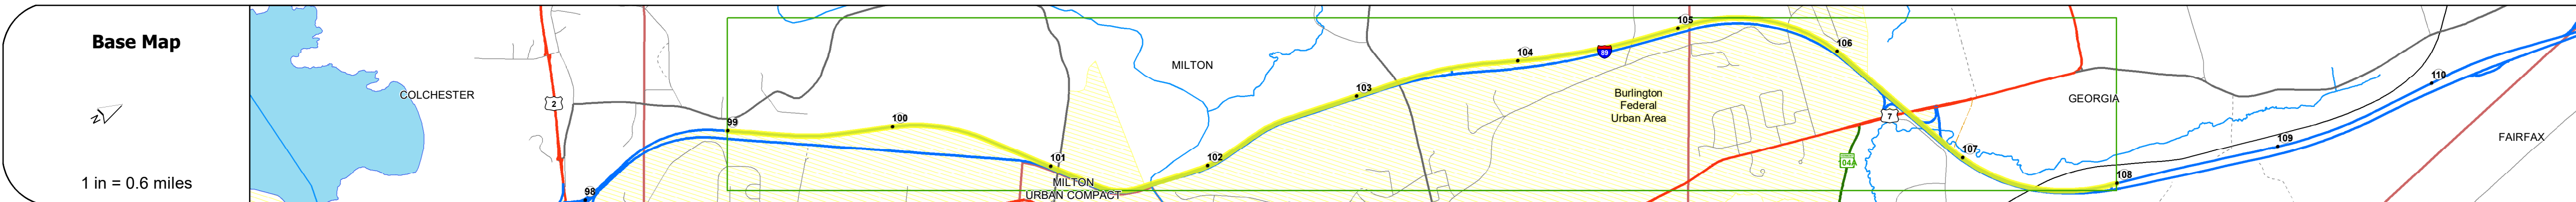 Base Map
N
1 in = 0.6 miles
COLCHESTER
2
98
99
100
101
MILTON
URBAN COMPACT
MILTON
102
103
104
89
105
Burlington
Federal
Urban Area
106
104A
7
107
GEORGIA
108
109
110
FAIRFAX